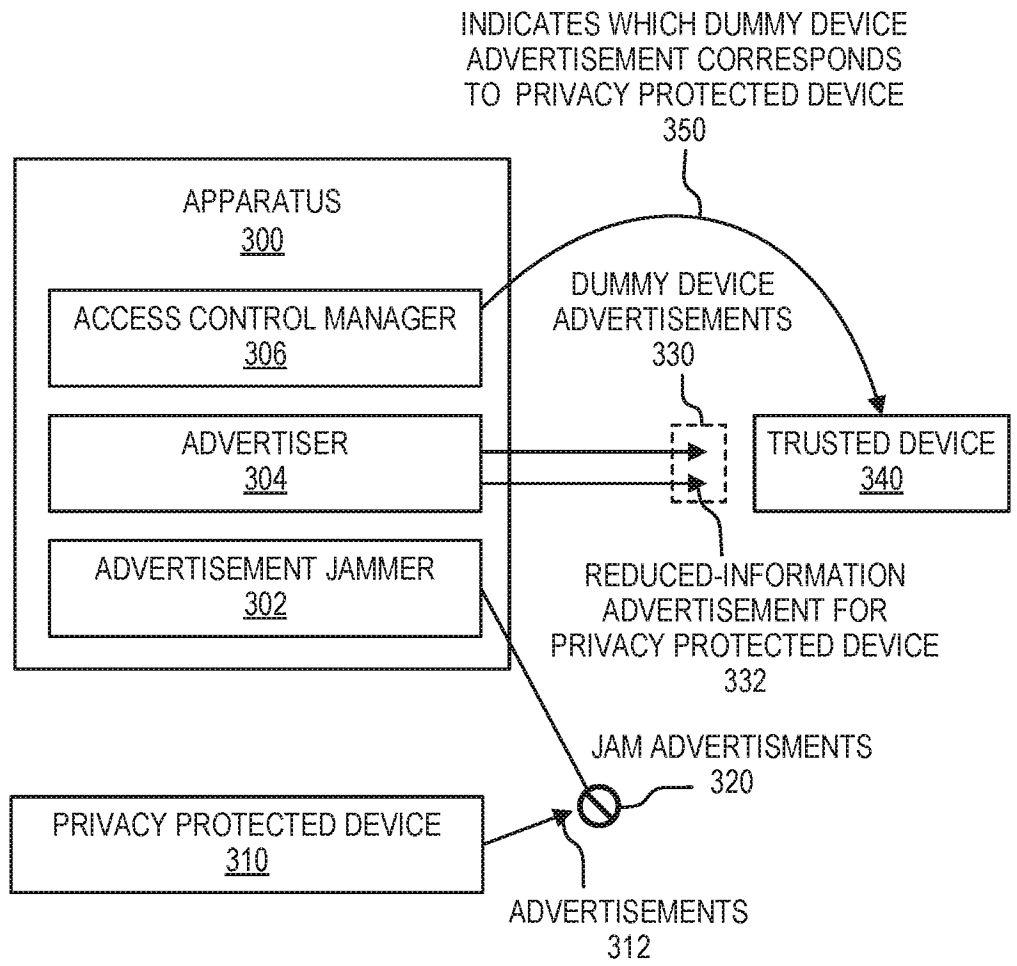 INDICATES WHICH DUMMY DEVICE
ADVERTISEMENT CORRESPONDS
TO PRIVACY PROTECTED DEVICE
350
APPARATUS
300
ACCESS CONTROL MANAGER
306
DUMMY DEVICE
ADVERTISEMENTS
330
ADVERTISER
304
TRUSTED DEVICE
340
ADVERTISEMENT JAMMER
302
REDUCED-INFORMATION
ADVERTISEMENT FOR
PRIVACY PROTECTED DEVICE
332
JAM ADVERTISMENTS
320
PRIVACY PROTECTED DEVICE
310
ADVERTISEMENTS
312